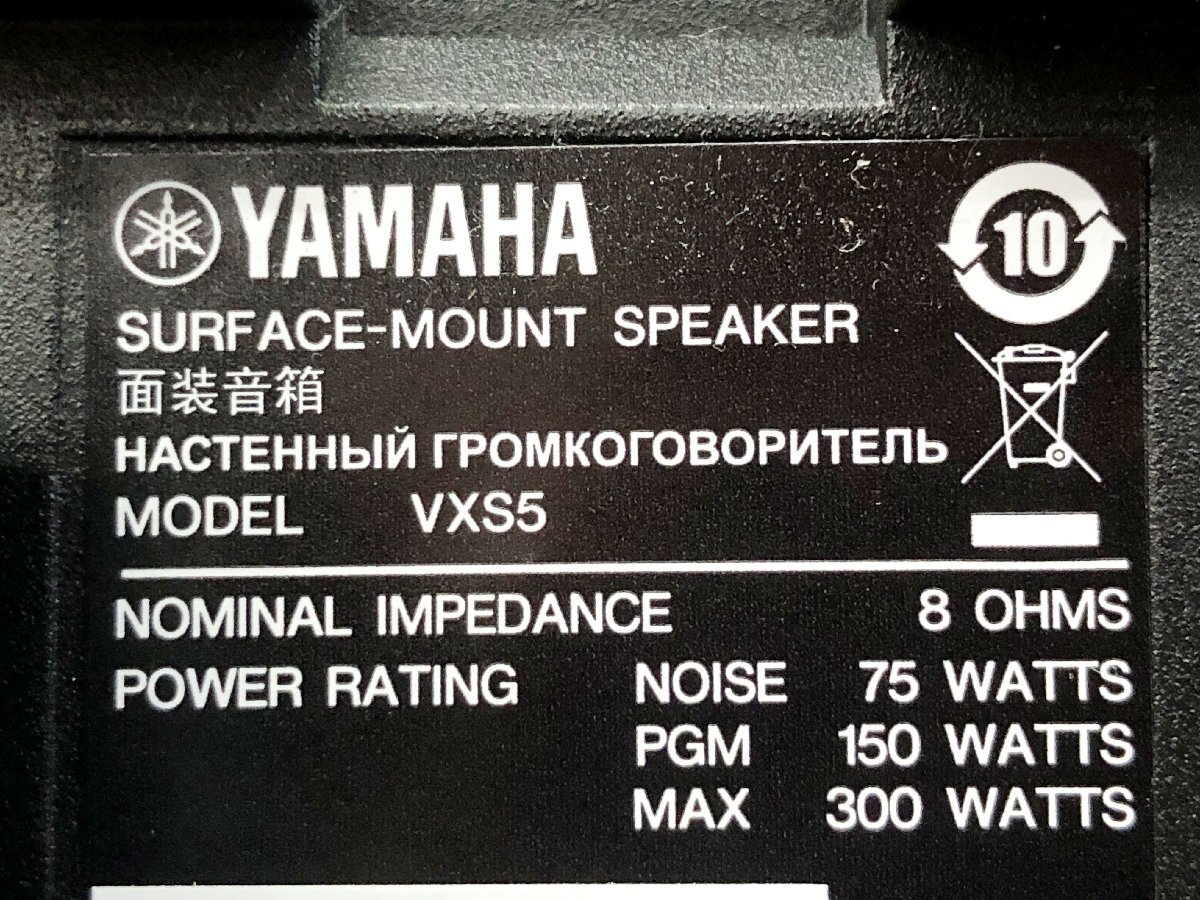 YAMAHA
10
SURFACE-MOUNT SPEAKER
面装音箱
НАСТЕННЫЙ ГРОМКОГОВОРИТЕЛЬ
MODEL VXS5
NOMINAL IMPEDANCE 8 OHMS
POWER RATING NOISE 75 WATTS
PGM 150 WATTS
MAX 300 WATTS